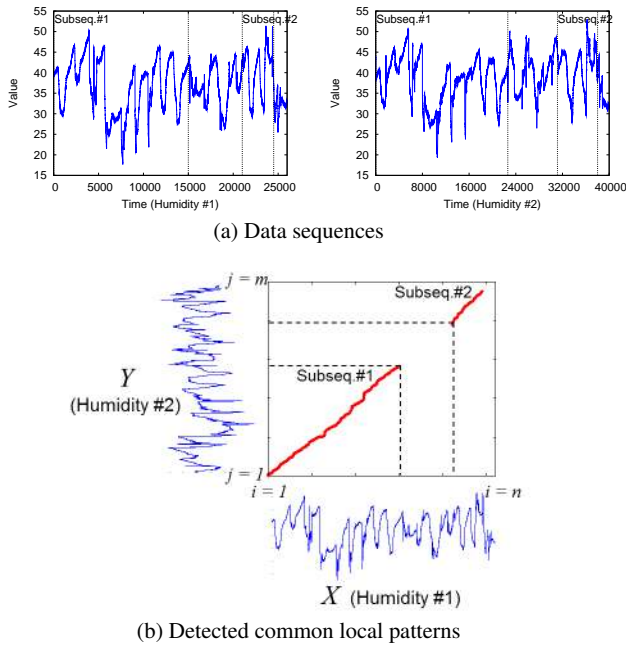 Subseq.#1 Subseq.#2
55
50
45
40
35
30
25
20
15
Value
0 5000 10000 15000 20000 25000
Time (Humidity #1)
Subseq.#1 Subseq.#2
55
50
45
40
35
30
25
20
15
Value
0 8000 16000 24000 32000 40000
Time (Humidity #2)
(a) Data sequences
j = m
Subseq.#2
Subseq.#1
Y
(Humidity #2)
j = 1
i = 1
i = n
X (Humidity #1)
(b) Detected common local patterns